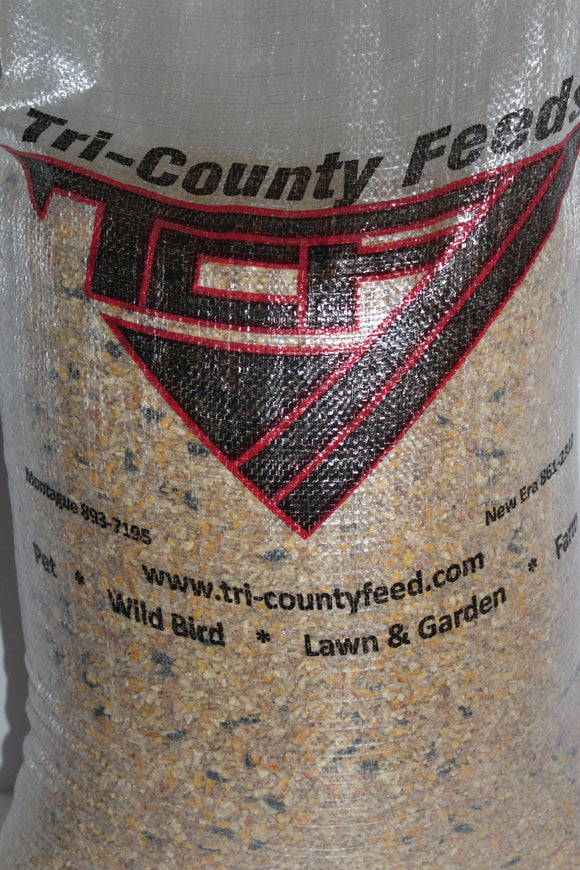 Tri-County Feeds
TCF
Montague 893-7195
New Era 861-
www.tri-countyfeed.com
Pet * Wild Bird * Lawn & Garden * Farm